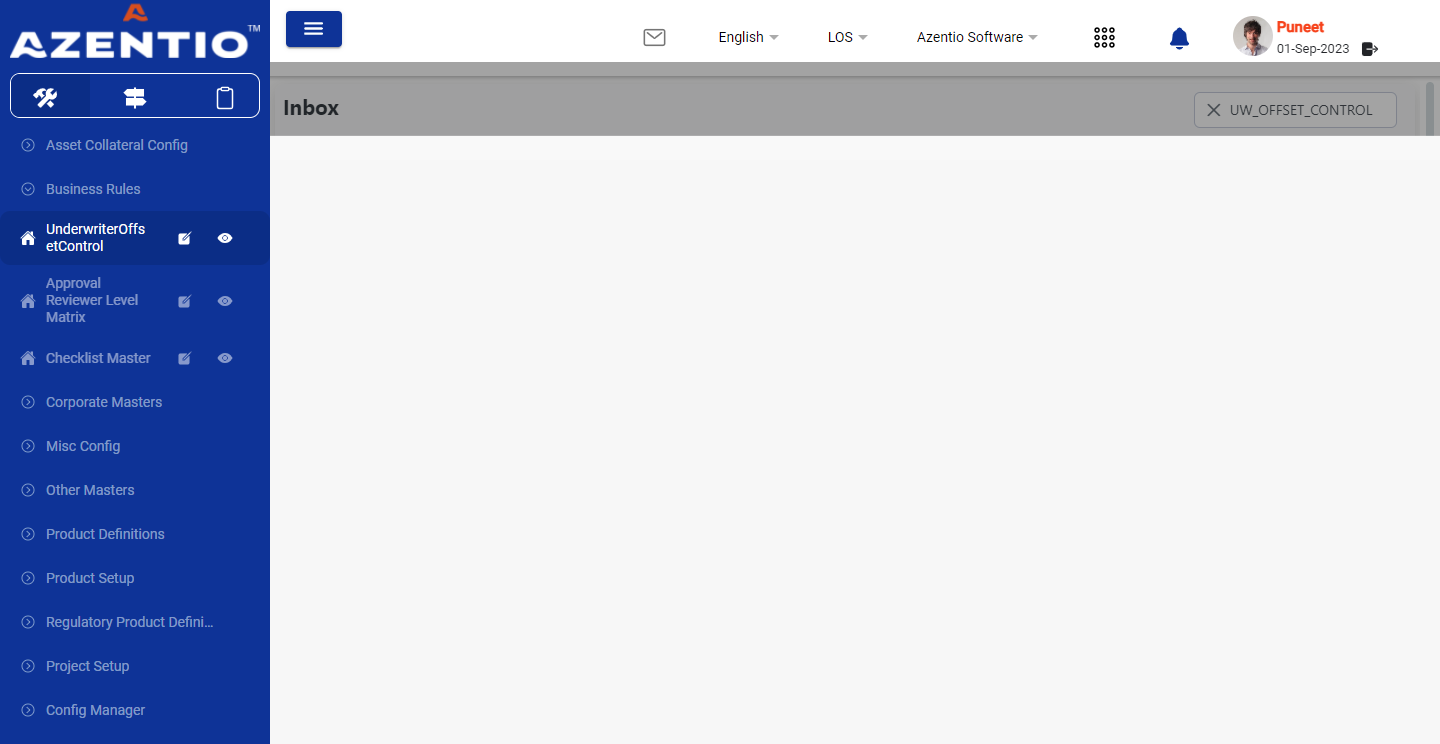 AZENTIO™
English
LOS
Azentio Software
Puneet
01-Sep-2023
Inbox
UW_OFFSET_CONTROL
Asset Collateral Config
Business Rules
UnderwriterOffs
etControl
Approval
Reviewer Level
Matrix
Checklist Master
Corporate Masters
Misc Config
Other Masters
Product Definitions
Product Setup
Regulatory Product Defini...
Project Setup
Config Manager